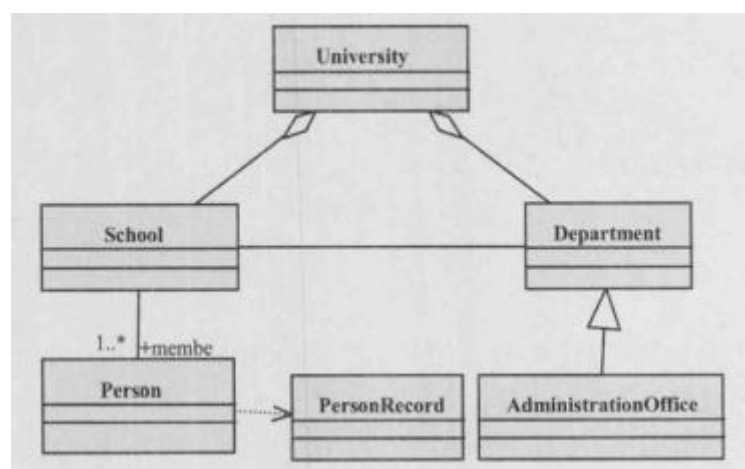 University
School
Department
1..* +membe
Person
PersonRecord
AdministrationOffice